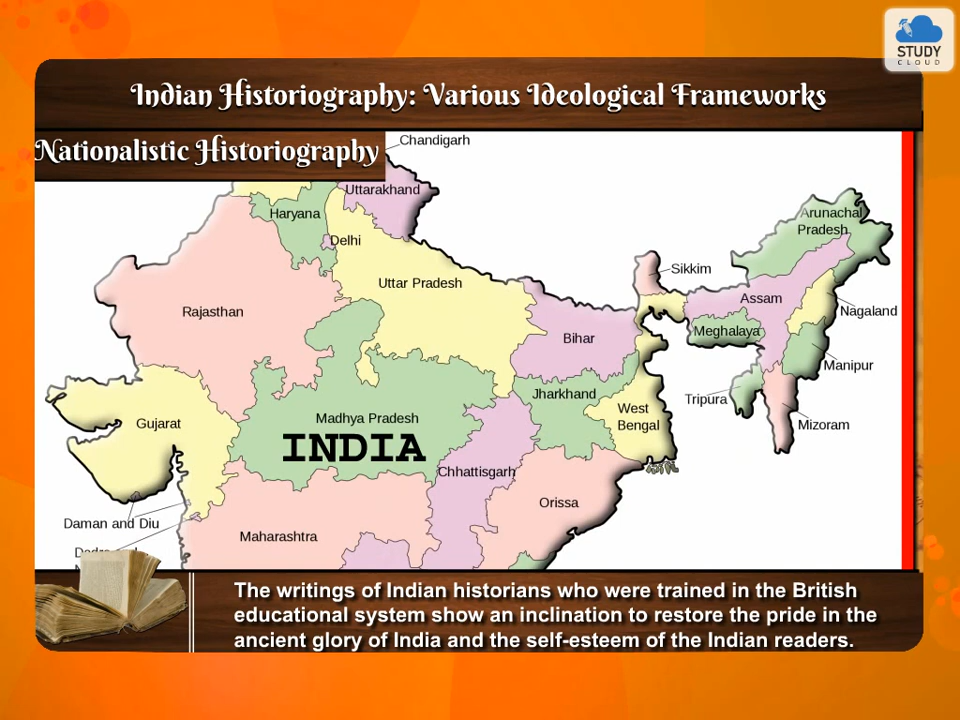 STUDY
CLOUD
Indian Historiography: Various Ideological Frameworks
Nationalistic Historiography
Chandigarh
Uttarakhand
Haryana
Delhi
Arunachal
Pradesh
Uttar Pradesh
Sikkim
Rajasthan
Assam
Nagaland
Bihar
Meghalaya
Manipur
Jharkhand
Tripura
West
Bengal
Madhya Pradesh
Gujarat
Mizoram
INDIA
Chhattisgarh
Orissa
Daman and Diu
Maharashtra
The writings of Indian historians who were trained in the British
educational system show an inclination to restore the pride in the
ancient glory of India and the self-esteem of the Indian readers.